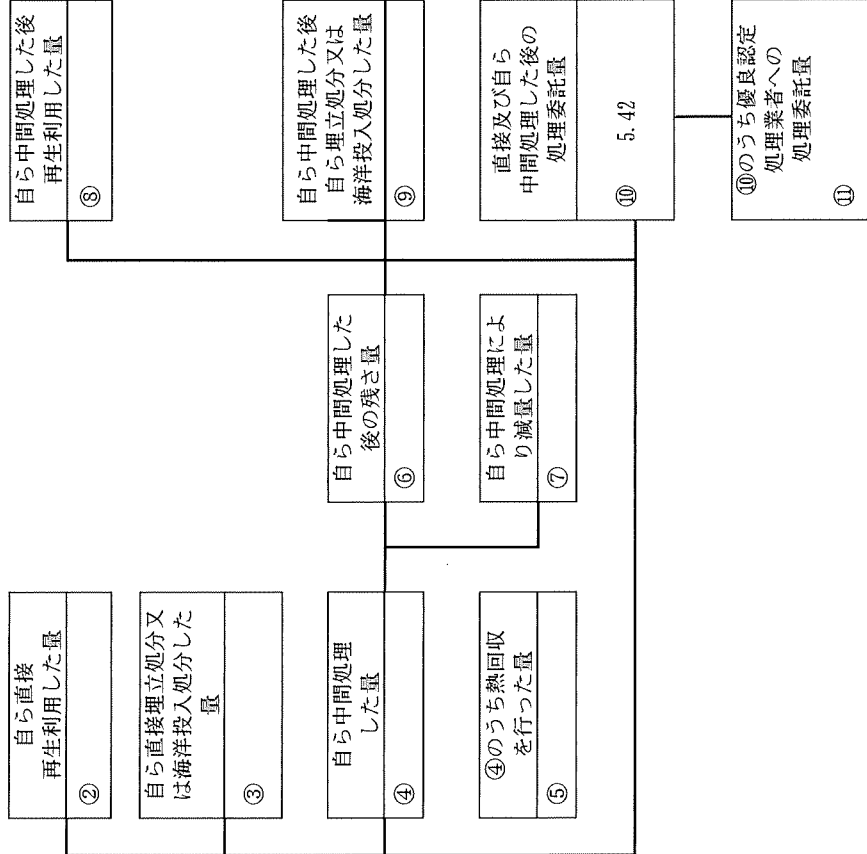 自ら直接
再生利用した量
②
自ら直接埋立処分又
は海洋投入処分した
量
③
自ら中間処理
した量
④
④のうち熱回収
を行った量
⑤
自ら中間処理した
後の残さ量
⑥
自ら中間処理によ
り減量した量
⑦
自ら中間処理した後
再生利用した量
⑧
自ら中間処理した後
自ら埋立処分又は
海洋投入処分した量
⑨
直接及び自ら
中間処理した後の
処理委託量
⑩ 5.42
⑩のうち優良認定
処理業者への
処理委託量
⑪